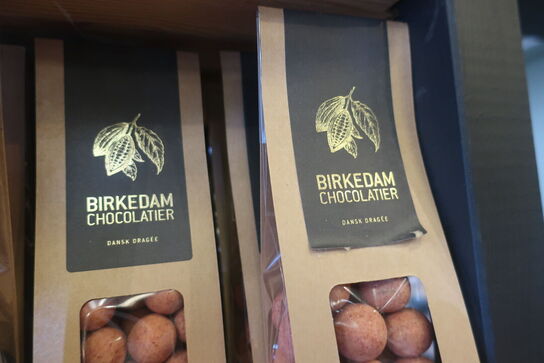 BIRKEDAM
CHOCOLATIER
DANSK DRAGÉE
BIRKEDAM
CHOCOLATIER
DANSK DRAGÉE